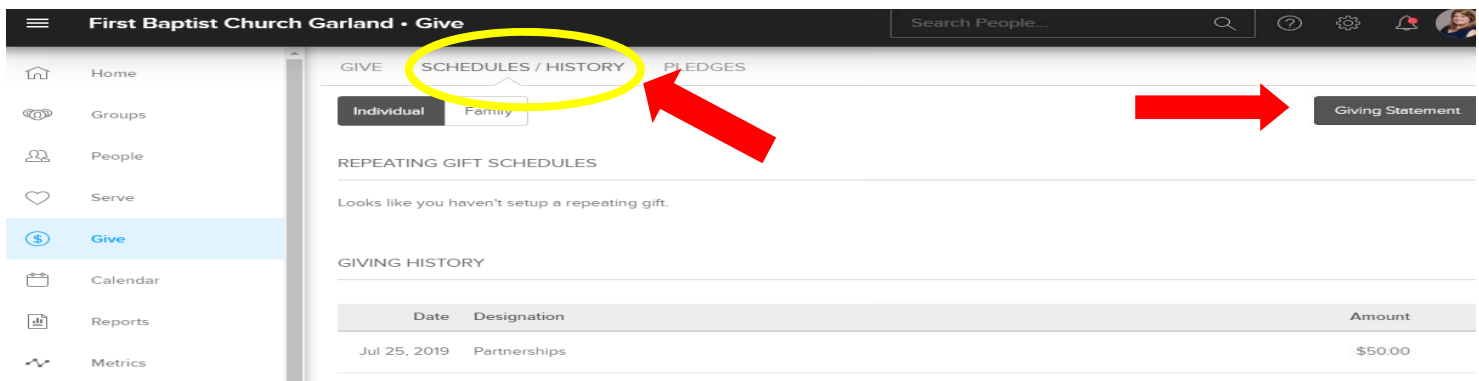 First Baptist Church Garland • Give
Search People...
Home
Groups
People
Serve
Give
Calendar
Reports
Metrics
GIVE SCHEDULES / HISTORY PLEDGES
Individual Family
Giving Statement
REPEATING GIFT SCHEDULES
Looks like you haven't setup a repeating gift.
GIVING HISTORY
Date Designation Amount
Jul 25, 2019 Partnerships $50.00